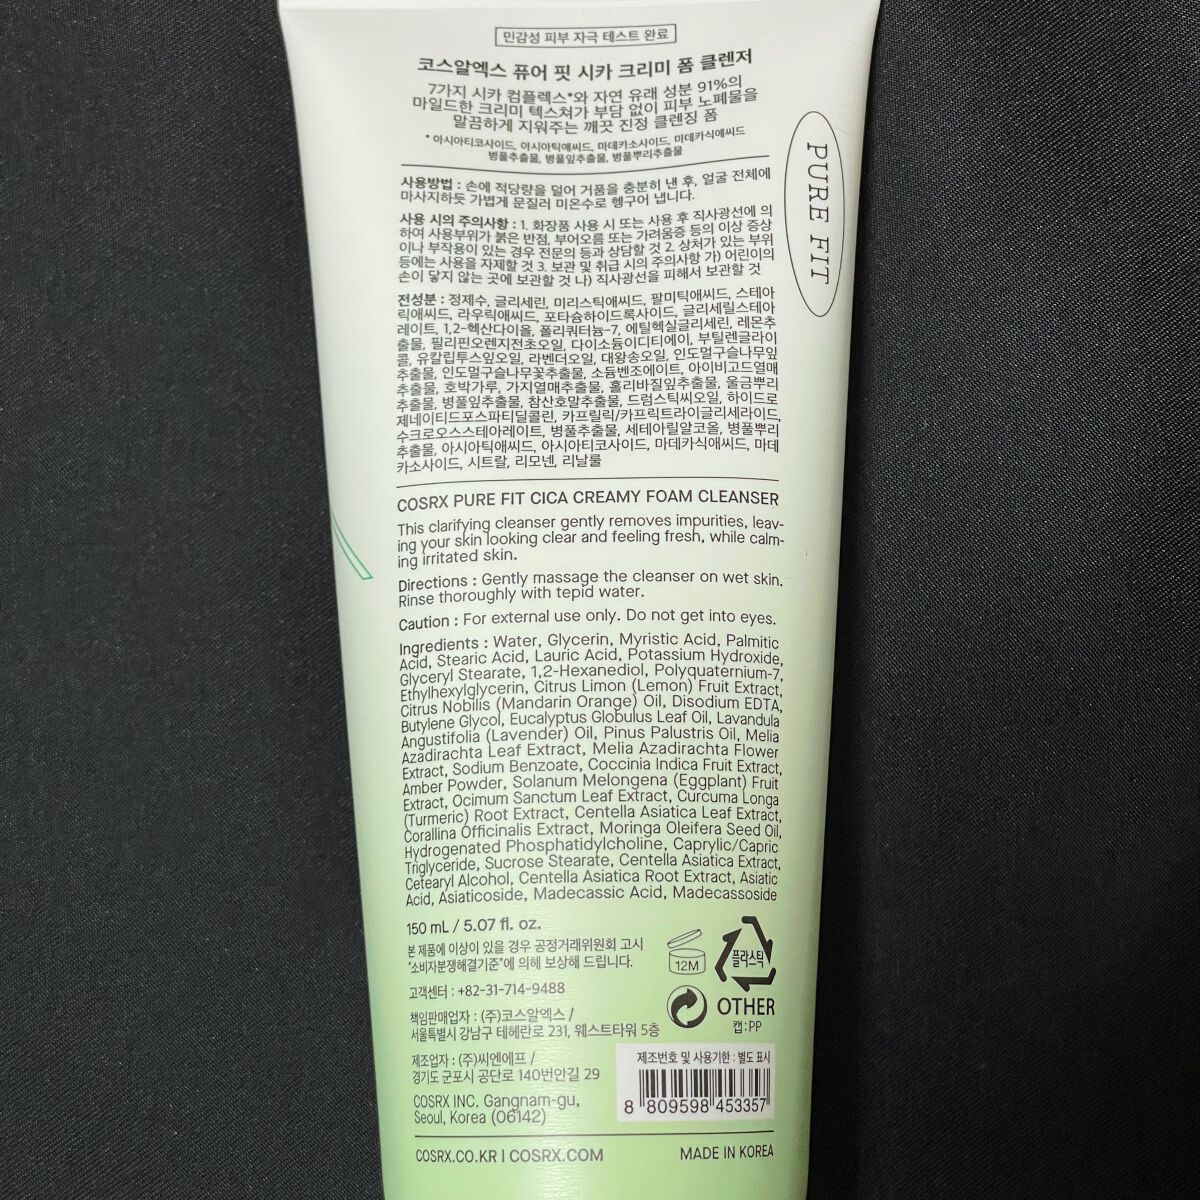 민감성 피부 자극 테스트 완료
코스알엑스 퓨어 핏 시카 크리미 폼 클렌저
7가지 시카 컴플렉스*와 자연 유래 성분 91%의
마일드한 크리미 텍스쳐가 부담 없이 피부 노폐물을
말끔하게 지워주는 깨끗 진정 클렌징 폼
* 아시아티코사이드, 아시아틱애씨드, 마데카소사이드, 마데카식애씨드
병풀추출물, 병풀잎추출물, 병풀뿌리추출물
PURE FIT
사용방법 : 손에 적당량을 덜어 거품을 충분히 낸 후, 얼굴 전체에
마사지하듯 가볍게 문질러 미온수로 헹구어 냅니다.
사용 시의 주의사항 : 1. 화장품 사용 시 또는 사용 후 직사광선에 의
하여 사용부위가 붉은 반점, 부어오름 또는 가려움증 등의 이상 증상
이나 부작용이 있는 경우 전문의 등과 상담할 것 2. 상처가 있는 부위
등에는 사용을 자제할 것 3. 보관 및 취급 시의 주의사항 가) 어린이의
손이 닿지 않는 곳에 보관할 것 나) 직사광선을 피해서 보관할 것
전성분 : 정제수, 글리세린, 미리스틱애씨드, 팔미틱애씨드, 스테아
릭애씨드, 라우릭애씨드, 포타슘하이드록사이드, 글리세릴스테아
레이트, 1,2-헥산다이올, 폴리쿼터늄-7, 에틸헥실글리세린, 레몬추
출물, 필리핀오렌지전초오일, 다이소듐이디티에이, 부틸렌글라이
콜, 유칼립투스잎오일, 라벤더오일, 대왕송오일, 인도멀구슬나무잎
추출물, 인도멀구슬나무꽃추출물, 소듐벤조에이트, 아이비고드열매
추출물, 호박가루, 가지열매추출물, 홀리바질잎추출물, 울금뿌리
추출물, 병풀잎추출물, 참산호말추출물, 드럼스틱씨오일, 하이드로
제네이티드포스파티딜콜린, 카프릴릭/카프릭트라이글리세라이드,
수크로오스스테아레이트, 병풀추출물, 세테아릴알코올, 병풀뿌리
추출물, 아시아틱애씨드, 아시아티코사이드, 마데카식애씨드, 마데
카소사이드, 시트랄, 리모넨, 리날룰
COSRX PURE FIT CICA CREAMY FOAM CLEANSER
This clarifying cleanser gently removes impurities, leav-
ing your skin looking clear and feeling fresh, while calm-
ing irritated skin.
Directions : Gently massage the cleanser on wet skin.
Rinse thoroughly with tepid water.
Caution : For external use only. Do not get into eyes.
Ingredients : Water, Glycerin, Myristic Acid, Palmitic
Acid, Stearic Acid, Lauric Acid, Potassium Hydroxide,
Glyceryl Stearate, 1,2-Hexanediol, Polyquaternium-7,
Ethylhexylglycerin, Citrus Limon (Lemon) Fruit Extract,
Citrus Nobilis (Mandarin Orange) Oil, Disodium EDTA,
Butylene Glycol, Eucalyptus Globulus Leaf Oil, Lavandula
Angustifolia (Lavender) Oil, Pinus Palustris Oil, Melia
Azadirachta Leaf Extract, Melia Azadirachta Flower
Extract, Sodium Benzoate, Coccinia Indica Fruit Extract,
Amber Powder, Solanum Melongena (Eggplant) Fruit
Extract, Ocimum Sanctum Leaf Extract, Curcuma Longa
(Turmeric) Root Extract, Centella Asiatica Leaf Extract,
Corallina Officinalis Extract, Moringa Oleifera Seed Oil,
Hydrogenated Phosphatidylcholine, Caprylic/Capric
Triglyceride, Sucrose Stearate, Centella Asiatica Extract,
Cetearyl Alcohol, Centella Asiatica Root Extract, Asiatic
Acid, Asiaticoside, Madecassic Acid, Madecassoside
150 mL / 5.07 fl. oz.
본 제품에 이상이 있을 경우 공정거래위원회 고시
"소비자분쟁해결기준"에 의해 보상해 드립니다.
12M
플라스틱
고객센터 : +82-31-714-9488
OTHER
캡 : PP
책임판매업자 : (주)코스알엑스 /
서울특별시 강남구 테헤란로 231, 웨스트타워 5층
제조업자 : (주)씨엔에프 /
경기도 군포시 공단로 140번안길 29
제조번호 및 사용기한 : 별도 표시
8 809598 453357
COSRX INC. Gangnam-gu,
Seoul, Korea (06142)
COSRX.CO.KR I COSRX.COM
MADE IN KOREA